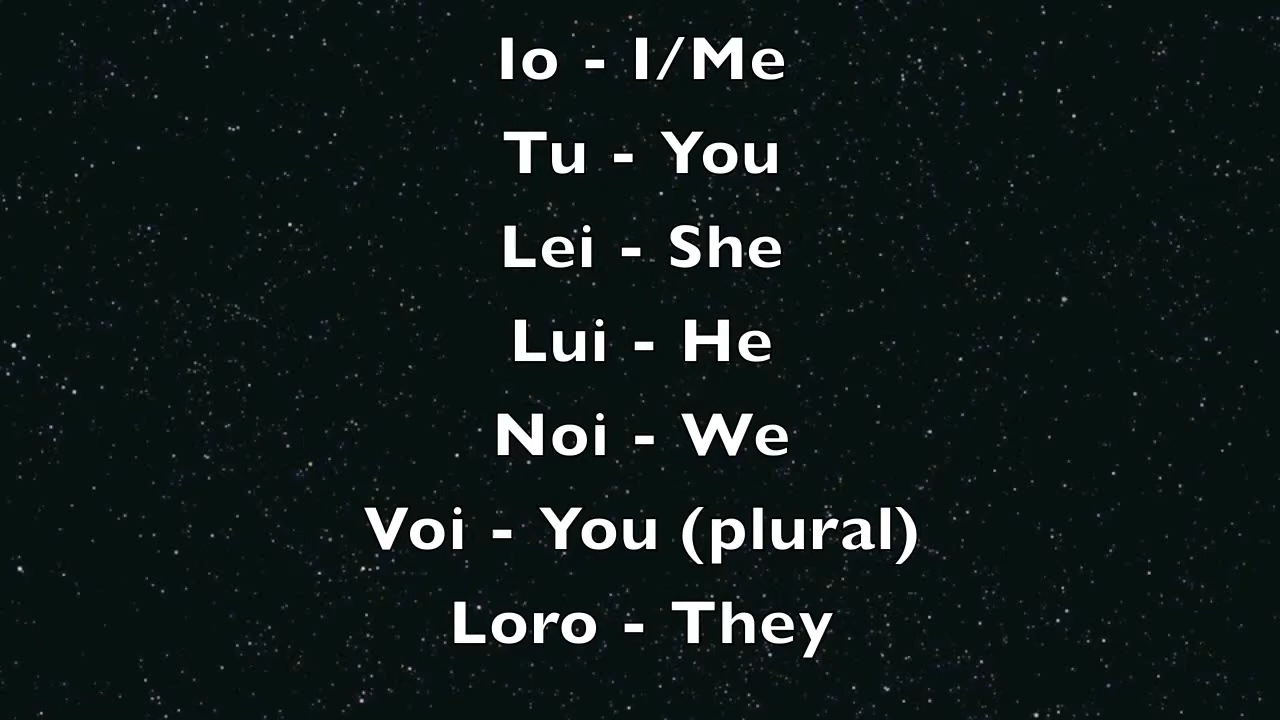 Io - I/Me
Tu - You
Lei - She
Lui - He
Noi - We
Voi - You (plural)
Loro - They